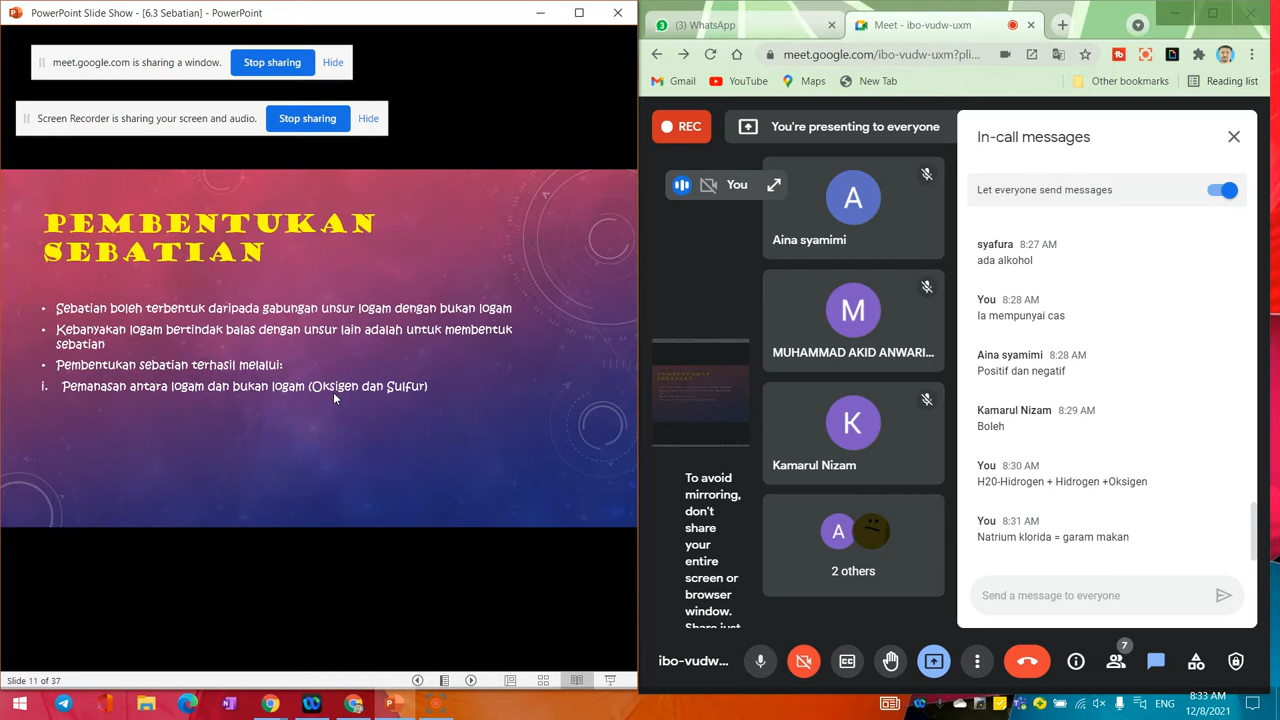 PowerPoint Slide Show - [6.3 Sebatian] - PowerPoint
meet.google.com is sharing a window.
Stop sharing
Hide
Screen Recorder is sharing your screen and audio.
Stop sharing
Hide
PEMBENTUKAN
SEBATIAN
• Sebatian boleh terbentuk daripada gabungan unsur logam dengan bukan logam
• Kebanyakan logam bertindak balas dengan unsur lain adalah untuk membentuk
sebatian
• Pembentukan sebatian terhasil melalui:
i. Pemanasan antara logam dan bukan logam (Oksigen dan Sulfur)
Slide 11 of 37
(3) WhatsApp
Meet - ibo-vudw-uxm
meet.google.com/ibo-vudw-uxm?pli...
Gmail
YouTube
Maps
New Tab
Other bookmarks
Reading list
REC
You're presenting to everyone
You
A
Aina syamimi
M
MUHAMMAD AKID ANWARI...
K
Kamarul Nizam
A
2 others
To avoid
mirroring,
don't
share
your
entire
screen or
browser
window.
Share just
In-call messages
Let everyone send messages
syafura 8:27 AM
ada alkohol
You 8:28 AM
Ia mempunyai cas
Aina syamimi 8:28 AM
Positif dan negatif
Kamarul Nizam 8:29 AM
Boleh
You 8:30 AM
H20-Hidrogen + Hidrogen +Oksigen
You 8:31 AM
Natrium klorida = garam makan
Send a message to everyone
ibo-vudw...
7
ENG
8:33 AM
12/8/2021